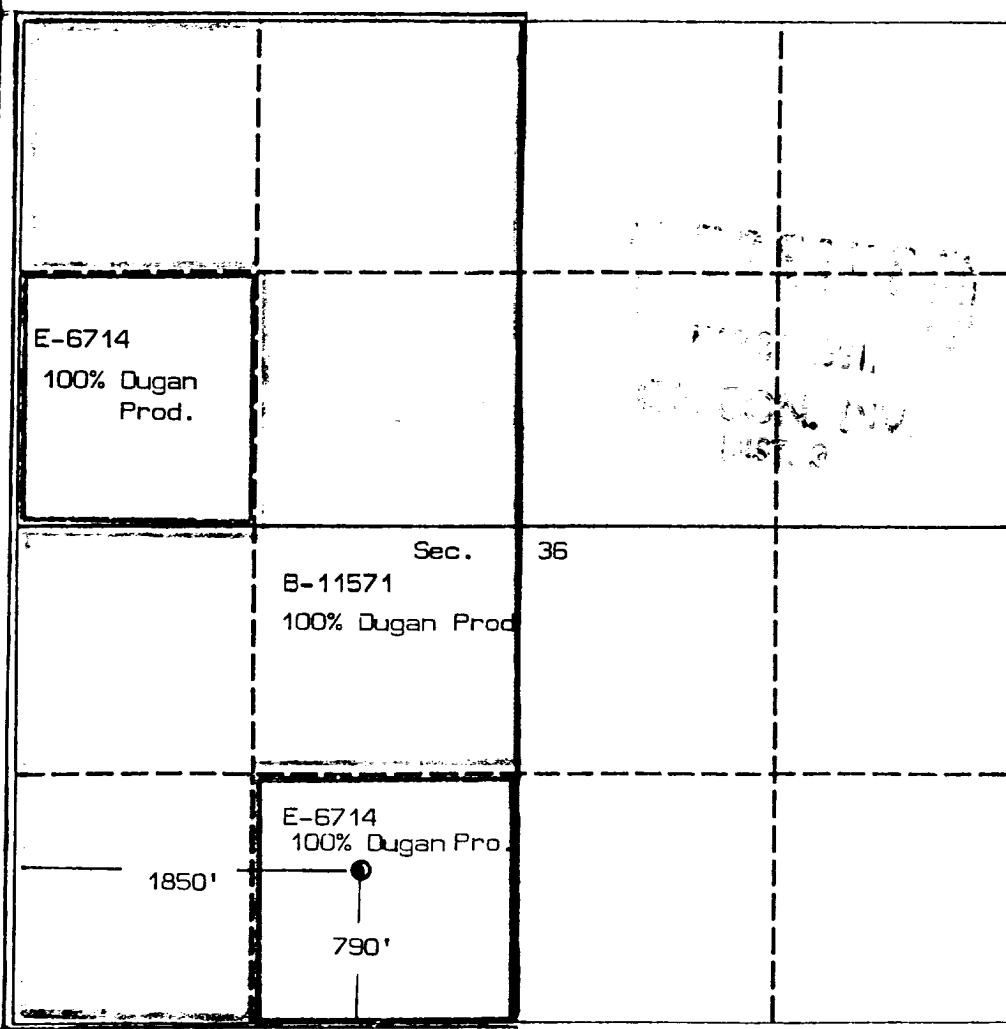 E-6714
100% Dugan
Prod.
Sec. 36
B-11571
100% Dugan Prod
E-6714
100% Dugan Pro.
1850'
790'